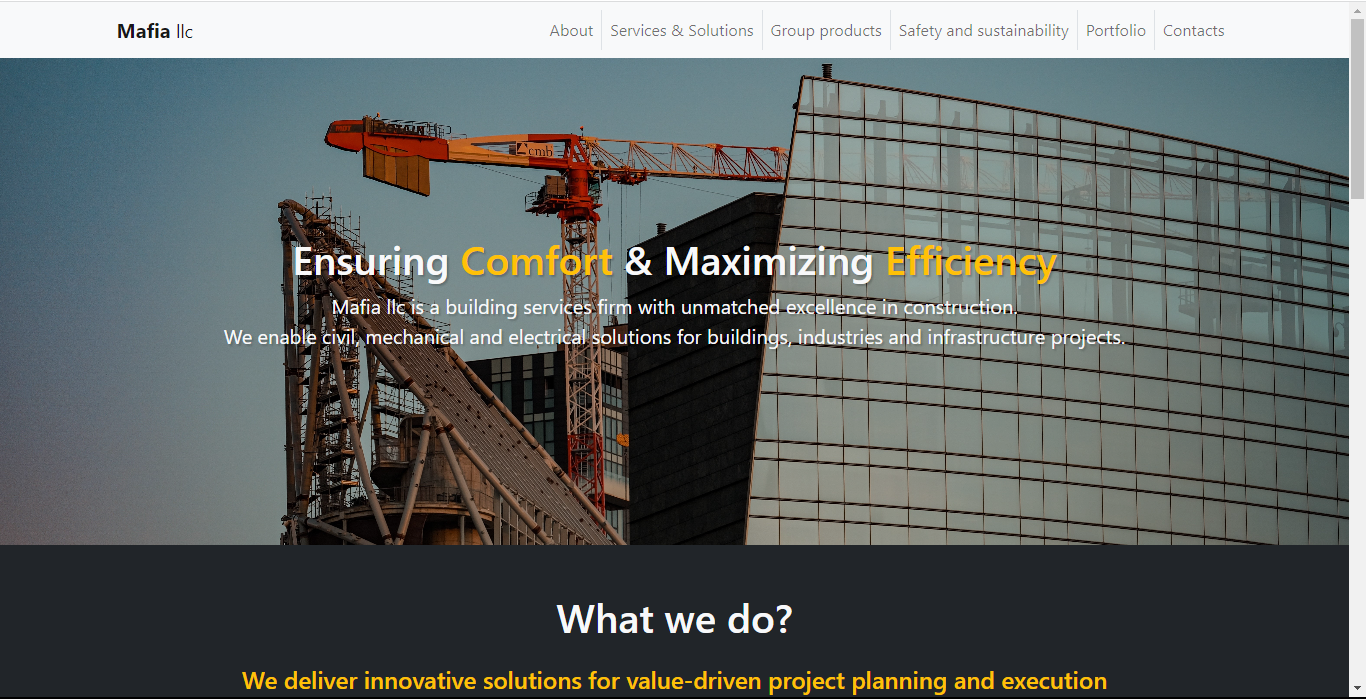 Mafia llc
About
Services & Solutions
Group products
Safety and sustainability
Portfolio
Contacts
cmb
Ensuring Comfort & Maximizing Efficiency
Mafia llc is a building services firm with unmatched excellence in construction.
We enable civil, mechanical and electrical solutions for buildings, industries and infrastructure projects.
What we do?
We deliver innovative solutions for value-driven project planning and execution